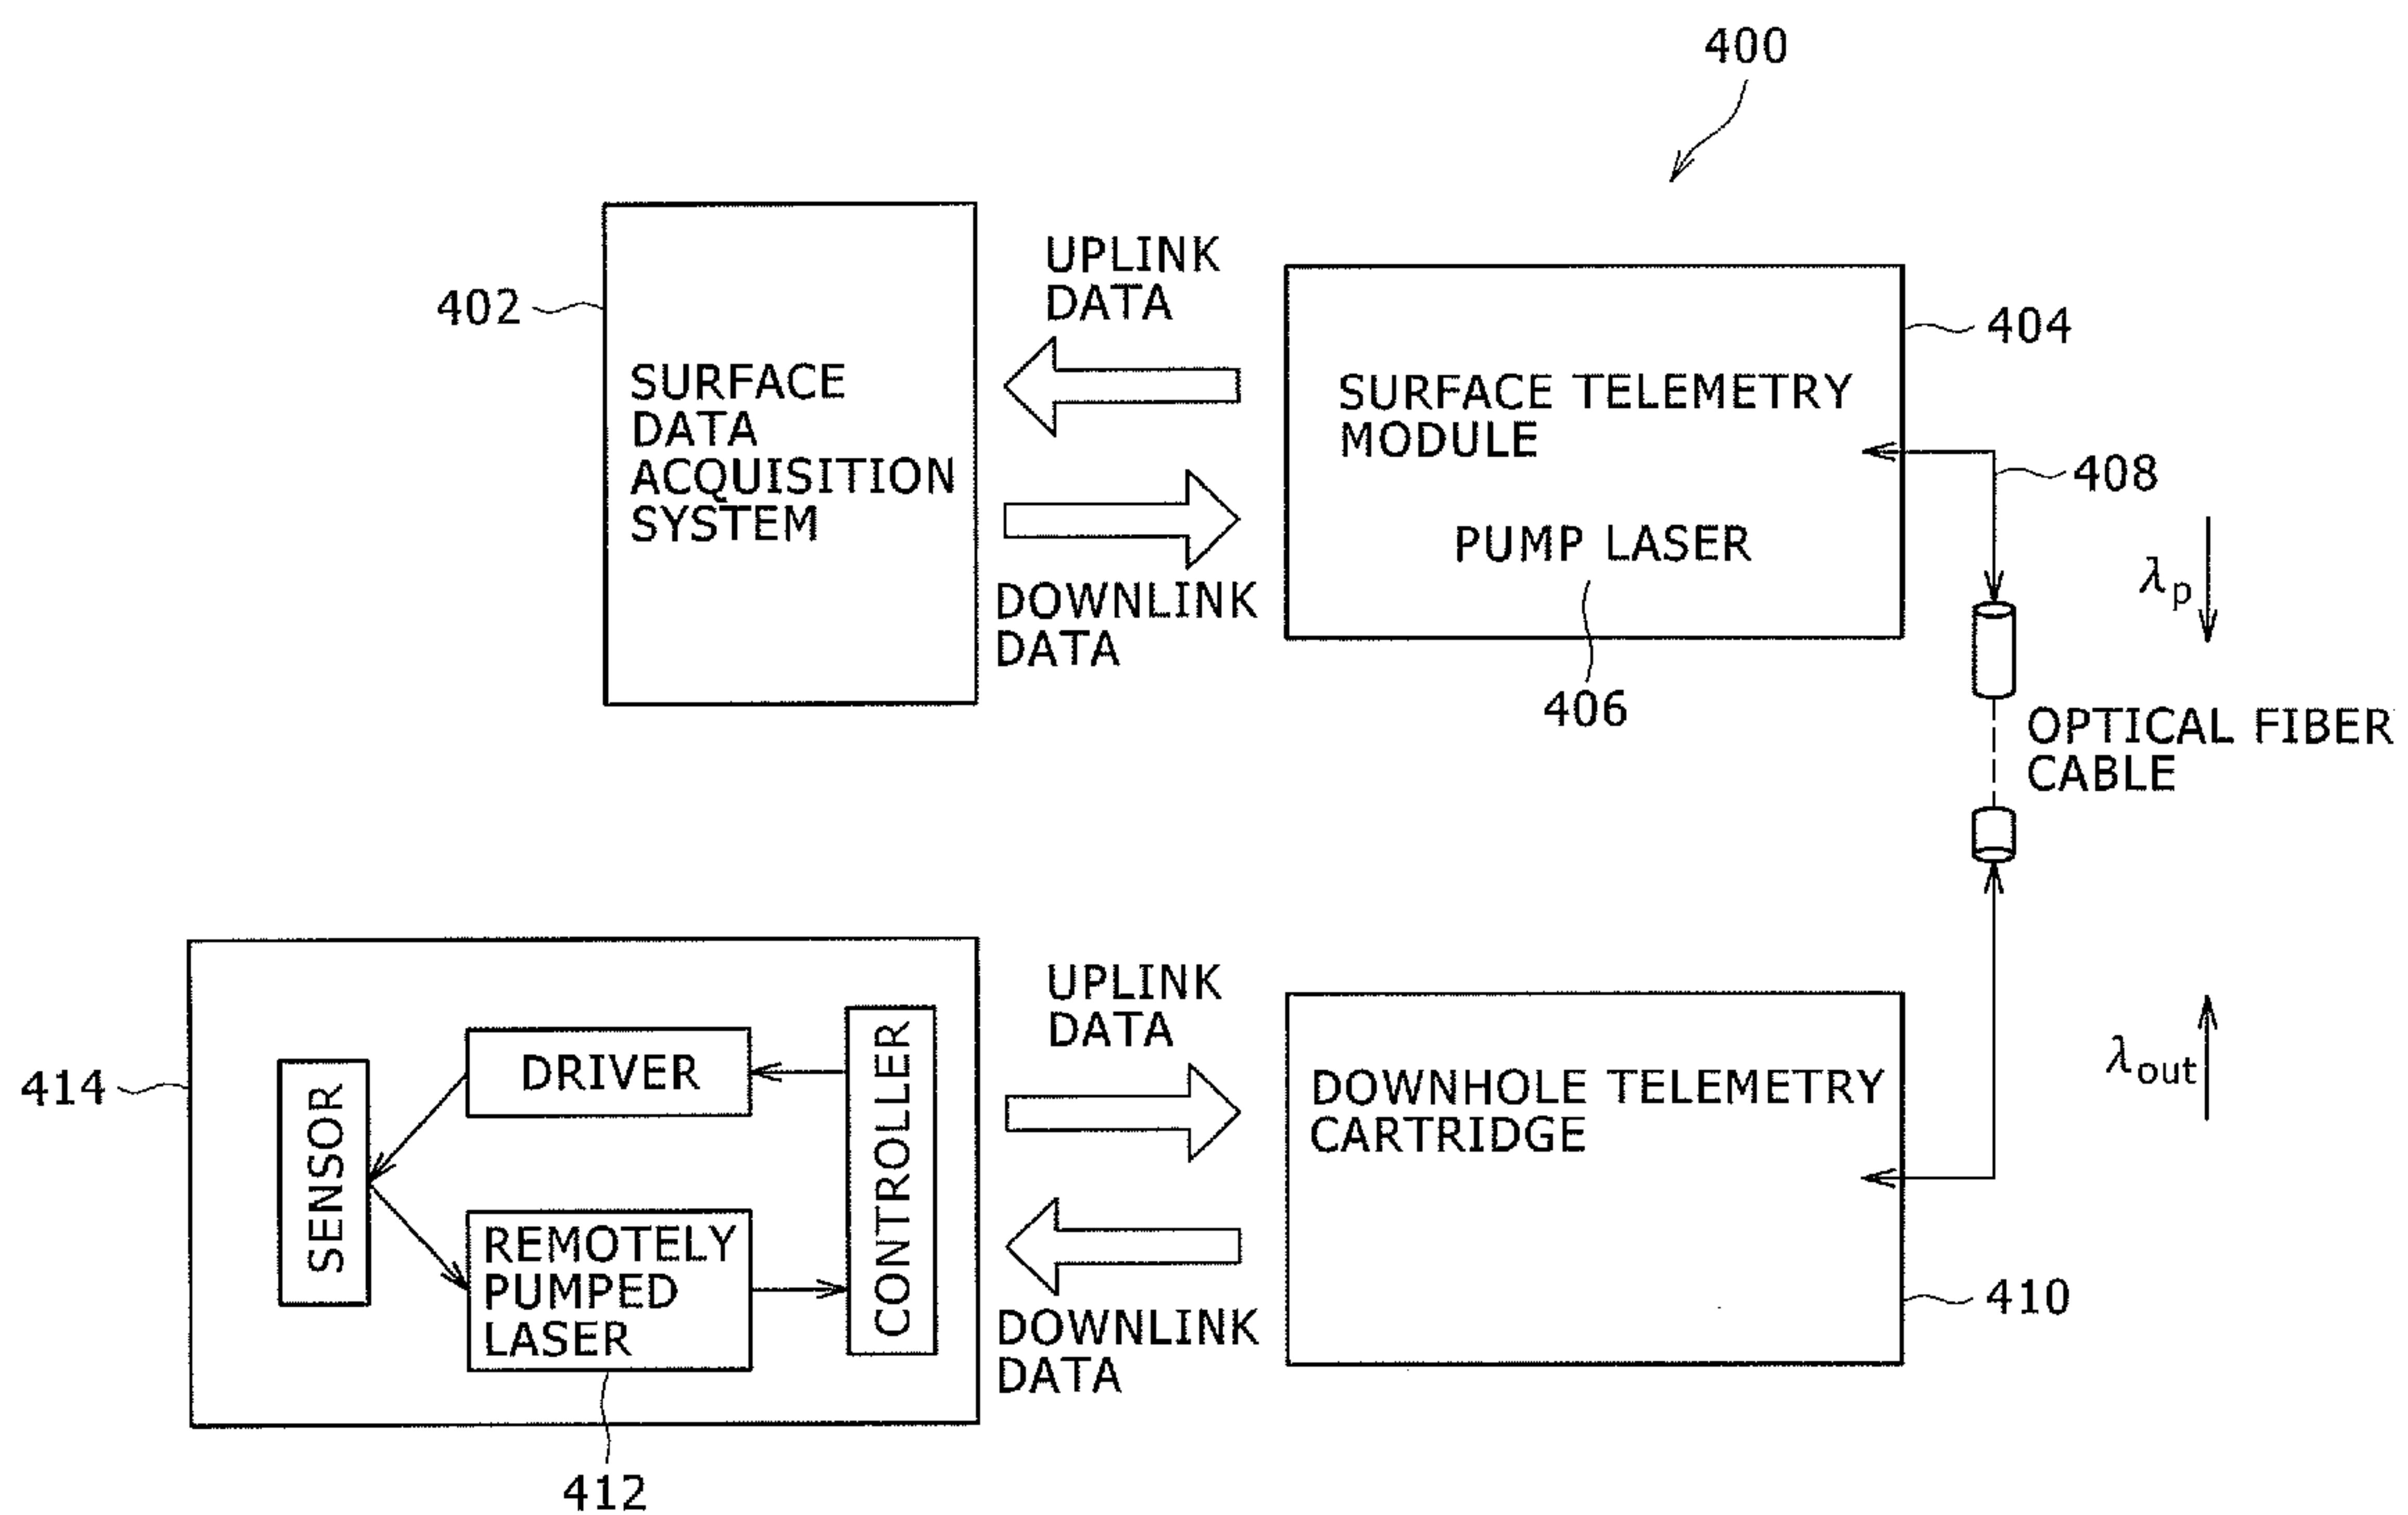 400
UPLINK
DATA
402
404
SURFACE
DATA
ACQUISITION
SYSTEM
SURFACE TELEMETRY
MODULE
408
PUMP LASER
λp
DOWNLINK
DATA
406
OPTICAL FIBER
CABLE
UPLINK
DATA
414
SENSOR
DRIVER
CONTROLLER
DOWNHOLE TELEMETRY
CARTRIDGE
λout
REMOTELY
PUMPED
LASER
410
DOWNLINK
DATA
412